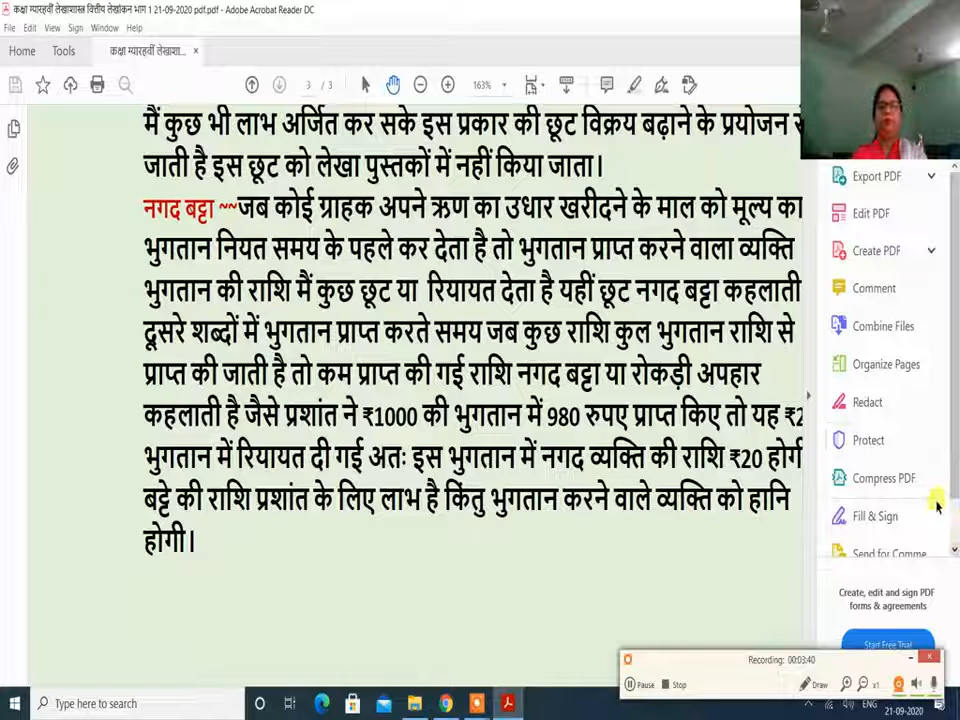 कक्षा ग्यारहवीं लेखाशास्त्र वित्तीय लेखांकन भाग 1 21-09-2020 pdf.pdf - Adobe Acrobat Reader DC
File Edit View Sign Window Help
Home Tools कक्षा ग्यारहवीं लेखाशा... ×
3 / 3 163%
मैं कुछ भी लाभ अर्जित कर सके इस प्रकार की छूट विक्रय बढ़ाने के प्रयोजन
जाती है इस छूट को लेखा पुस्तकों में नहीं किया जाता।
नगद बट्टा ~~जब कोई ग्राहक अपने ऋण का उधार खरीदने के माल को मूल्य का
भुगतान नियत समय के पहले कर देता है तो भुगतान प्राप्त करने वाला व्यक्ति
भुगतान की राशि मैं कुछ छूट या रियायत देता है यहीं छूट नगद बट्टा कहलाती
दूसरे शब्दों में भुगतान प्राप्त करते समय जब कुछ राशि कुल भुगतान राशि से
प्राप्त की जाती है तो कम प्राप्त की गई राशि नगद बट्टा या रोकड़ी अपहार
कहलाती है जैसे प्रशांत ने ₹1000 की भुगतान में 980 रुपए प्राप्त किए तो यह ₹2
भुगतान में रियायत दी गई अतः इस भुगतान में नगद व्यक्ति की राशि ₹20 होगी
बट्टे की राशि प्रशांत के लिए लाभ है किंतु भुगतान करने वाले व्यक्ति को हानि
होगी।
Export PDF
Edit PDF
Create PDF
Comment
Combine Files
Organize Pages
Redact
Protect
Compress PDF
Fill & Sign
Send for Comme
Create, edit and sign PDF
forms & agreements
Start Free Trial
Recording: 00:03:40
Pause Stop Draw x1
Type here to search
ENG
21-09-2020